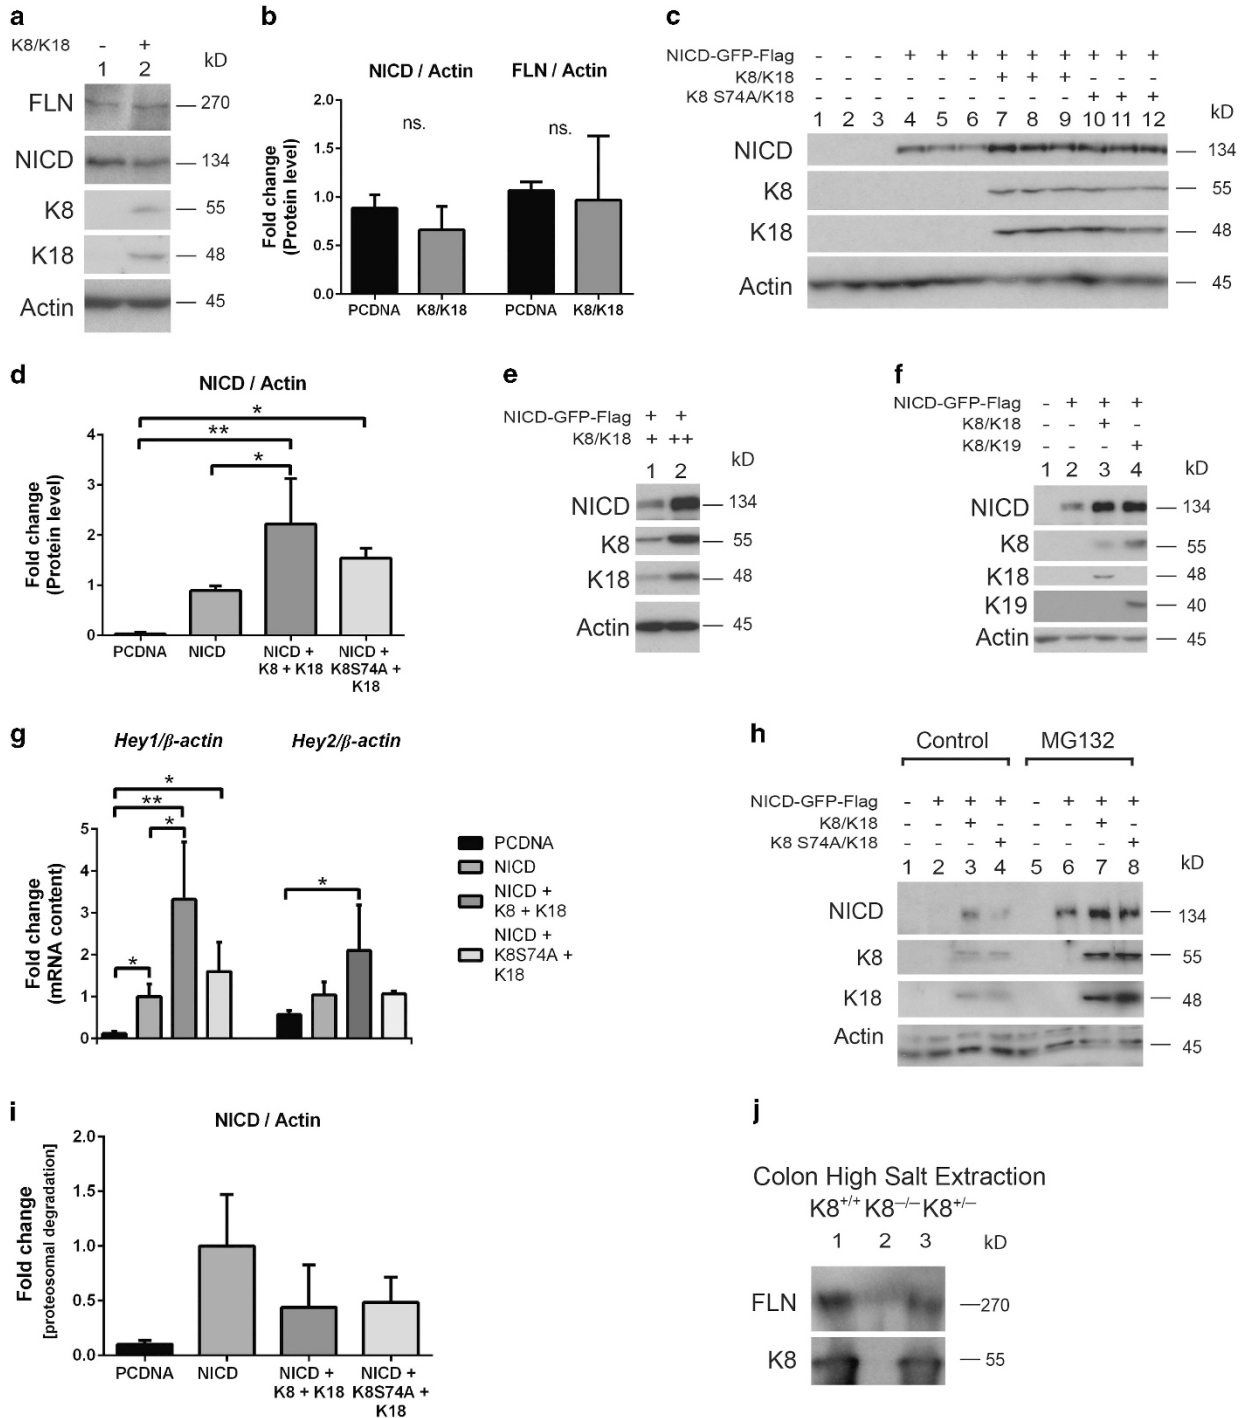 a
K8/K18 - +
1 2 kD
FLN 270
NICD 134
K8 55
K18 48
Actin 45
b
NICD / Actin FLN / Actin
Fold change
(Protein level)
2.0
1.5
1.0
0.5
0.0
ns. ns.
PCDNA K8/K18 PCDNA K8/K18
c
NICD-GFP-Flag - - - + + + + + + + + +
K8/K18 - - - - - - + + + - - -
K8 S74A/K18 - - - - - - - - - + + +
1 2 3 4 5 6 7 8 9 10 11 12 kD
NICD 134
K8 55
K18 48
Actin 45
d
NICD / Actin
Fold change
(Protein level)
4
3
2
1
0
*
**
*
PCDNA NICD NICD + K8 + K18 NICD + K8S74A + K18
e
NICD-GFP-Flag + +
K8/K18 + ++
1 2 kD
NICD 134
K8 55
K18 48
Actin 45
f
NICD-GFP-Flag - + + +
K8/K18 - - + -
K8/K19 - - - +
1 2 3 4 kD
NICD 134
K8 55
K18 48
K19 40
Actin 45
g
Hey1/β-actin Hey2/β-actin
Fold change
(mRNA content)
5
4
3
2
1
0
*
**
*
*
*
PCDNA
NICD
NICD +
K8 + K18
NICD +
K8S74A +
K18
h
Control MG132
NICD-GFP-Flag - + + + - + + +
K8/K18 - - + - - - + -
K8 S74A/K18 - - - + - - - +
1 2 3 4 5 6 7 8 kD
NICD 134
K8 55
K18 48
Actin 45
i
NICD / Actin
Fold change
[proteosomal degradation]
2.0
1.5
1.0
0.5
0.0
PCDNA NICD NICD + K8 + K18 NICD + K8S74A + K18
j
Colon High Salt Extraction
K8+/+ K8–/– K8+/–
1 2 3 kD
FLN 270
K8 55